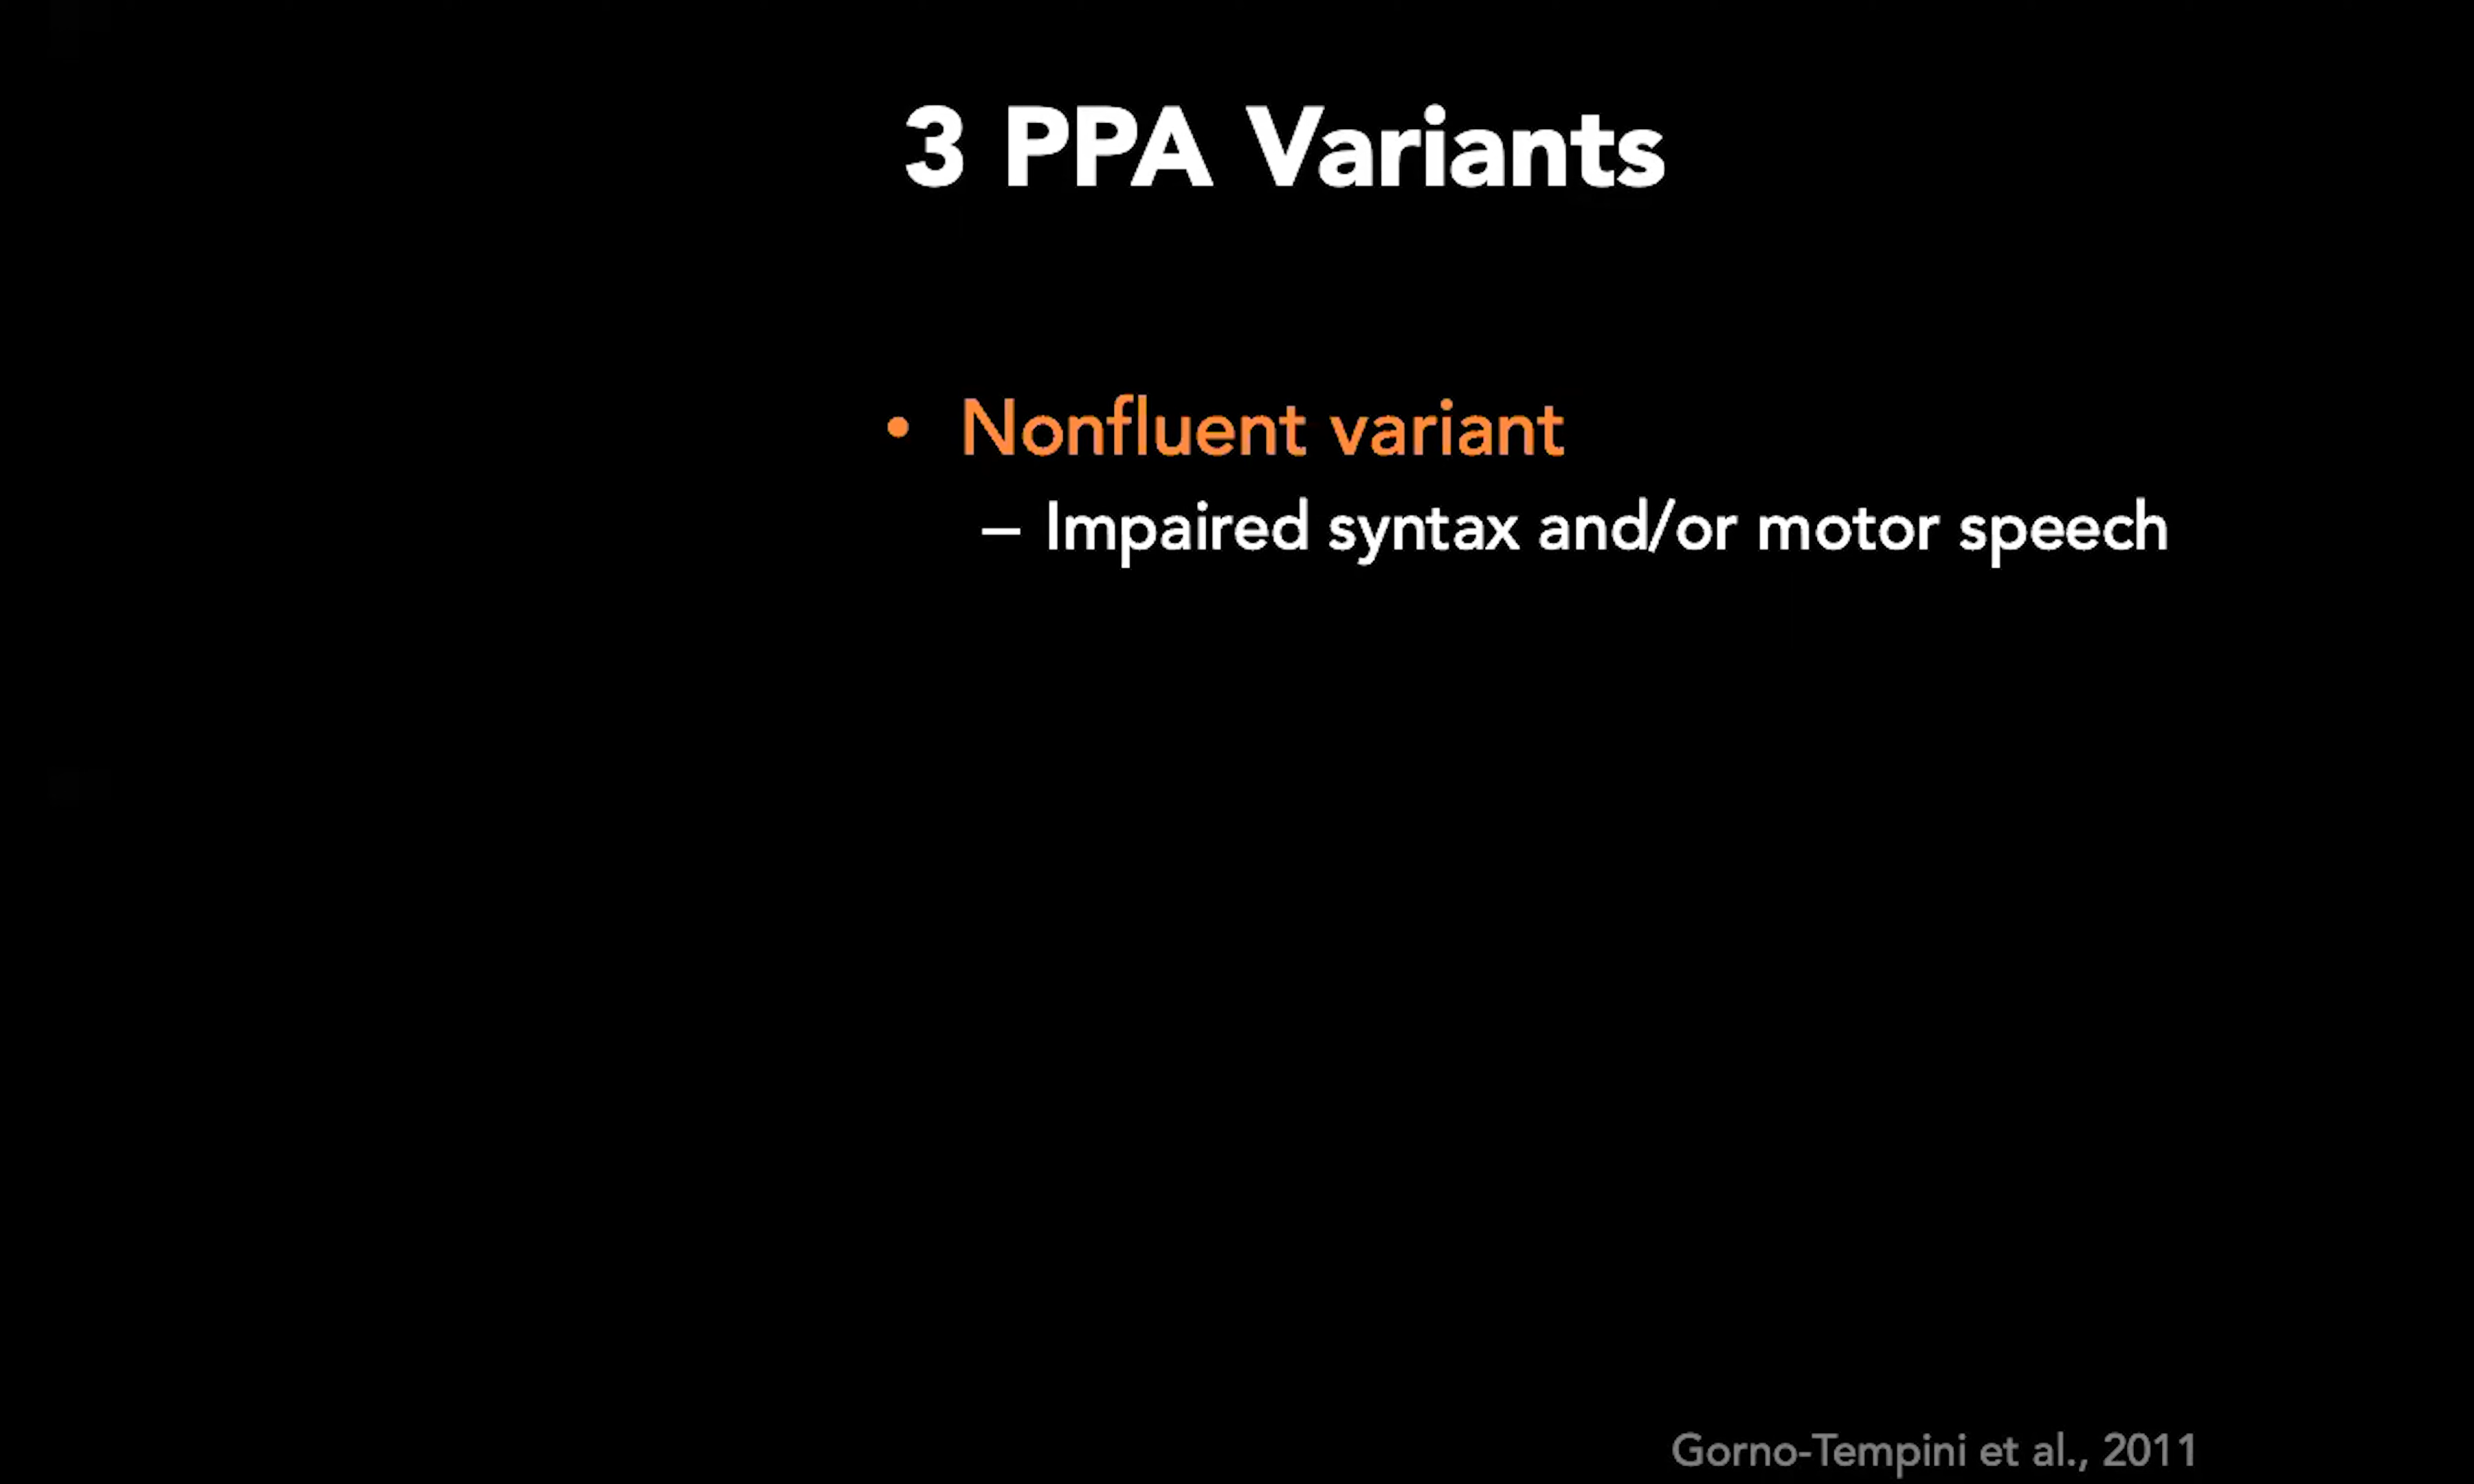 3 PPA Variants
• Nonfluent variant
– Impaired syntax and/or motor speech
Gorno-Tempini et al., 2011